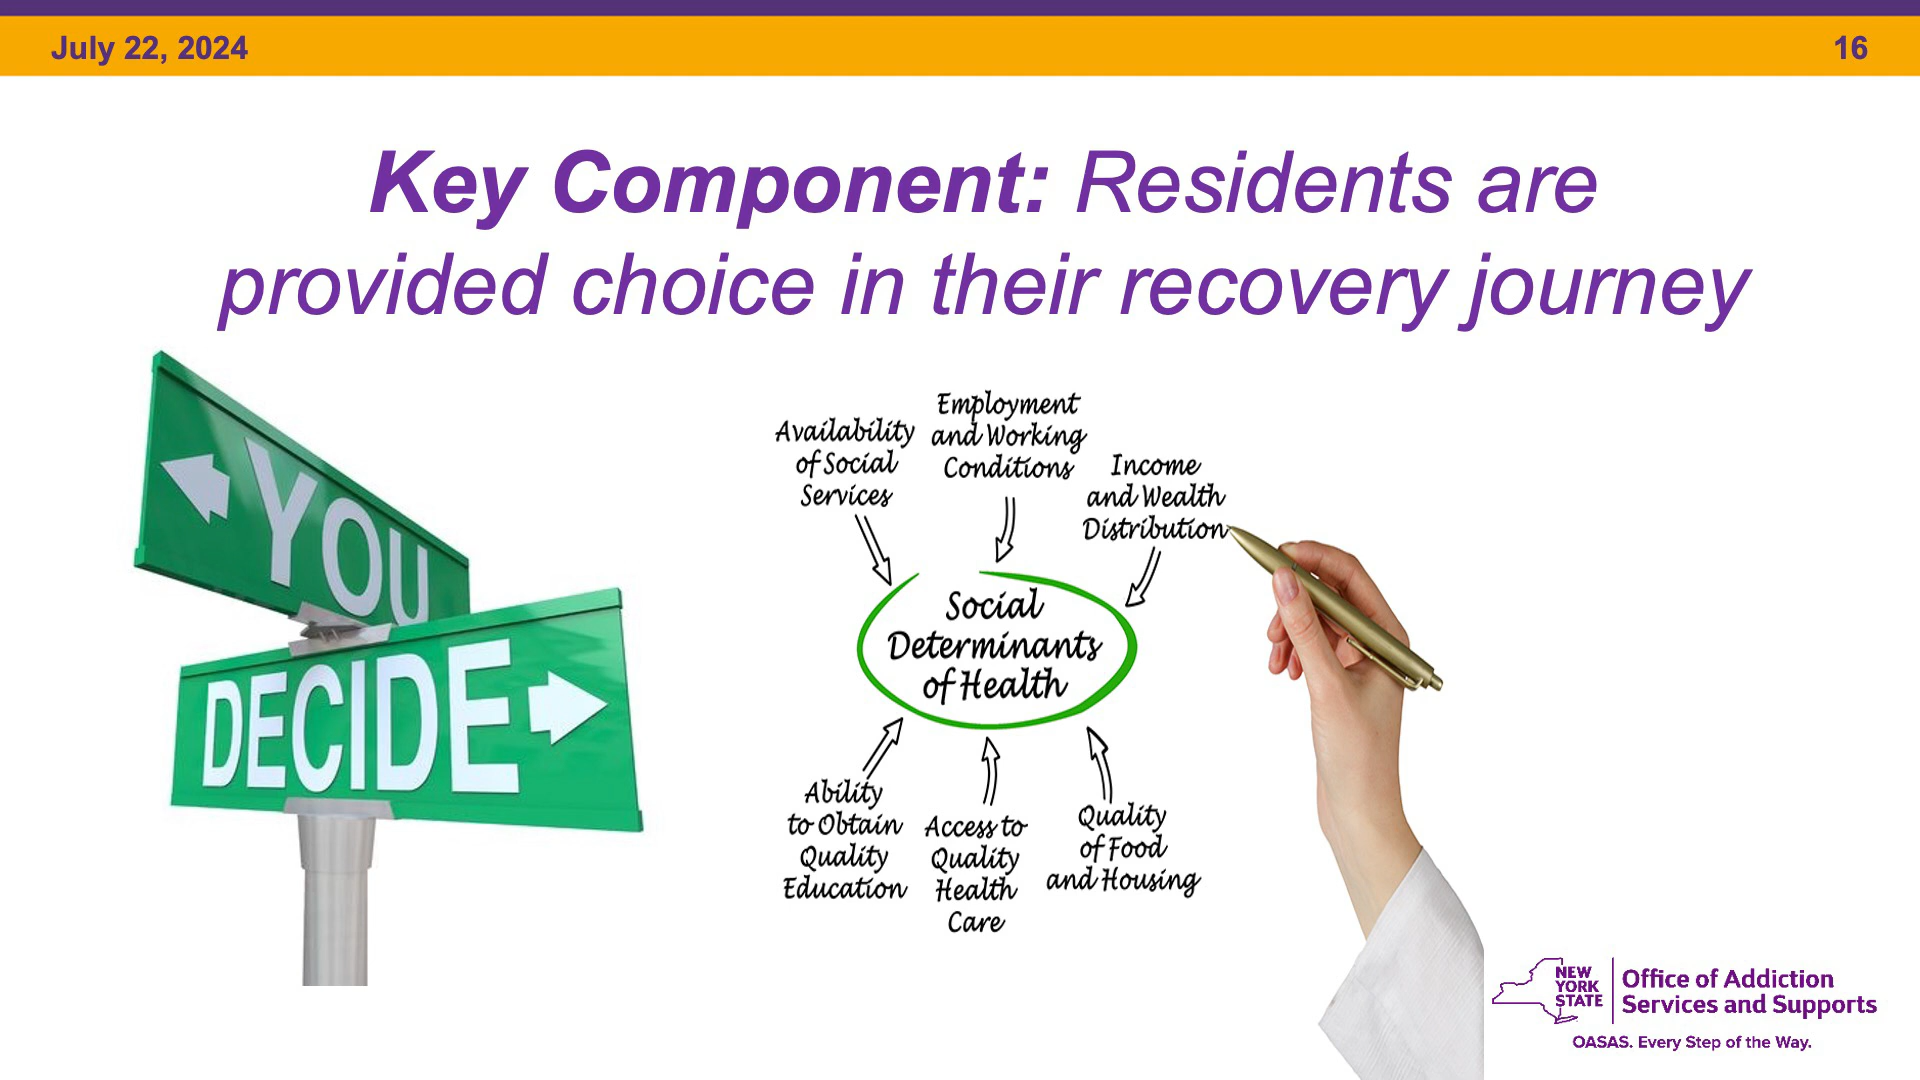 July 22, 2024
16
Key Component: Residents are
provided choice in their recovery journey
YOU
DECIDE
Availability
of Social
Services
Employment
and Working
Conditions
Income
and Wealth
Distribution
Social
Determinants
of Health
Ability
to Obtain
Quality
Education
Access to
Quality
Health
Care
Quality
of Food
and Housing
NEW
YORK
STATE
Office of Addiction
Services and Supports
OASAS. Every Step of the Way.